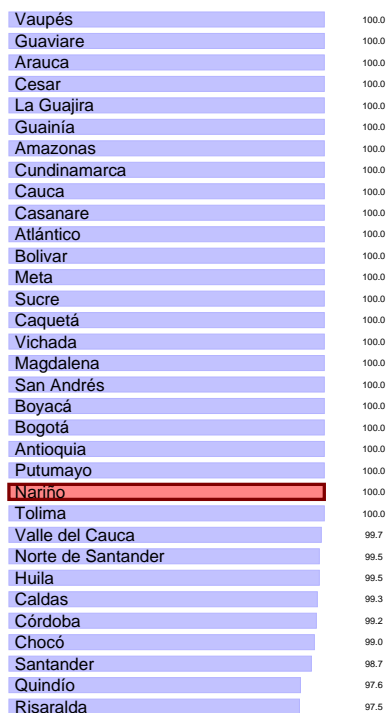 Vaupés 100.0
Guaviare 100.0
Arauca 100.0
Cesar 100.0
La Guajira 100.0
Guainía 100.0
Amazonas 100.0
Cundinamarca 100.0
Cauca 100.0
Casanare 100.0
Atlántico 100.0
Bolivar 100.0
Meta 100.0
Sucre 100.0
Caquetá 100.0
Vichada 100.0
Magdalena 100.0
San Andrés 100.0
Boyacá 100.0
Bogotá 100.0
Antioquia 100.0
Putumayo 100.0
Nariño 100.0
Tolima 100.0
Valle del Cauca 99.7
Norte de Santander 99.5
Huila 99.5
Caldas 99.3
Córdoba 99.2
Chocó 99.0
Santander 98.7
Quindío 97.6
Risaralda 97.5